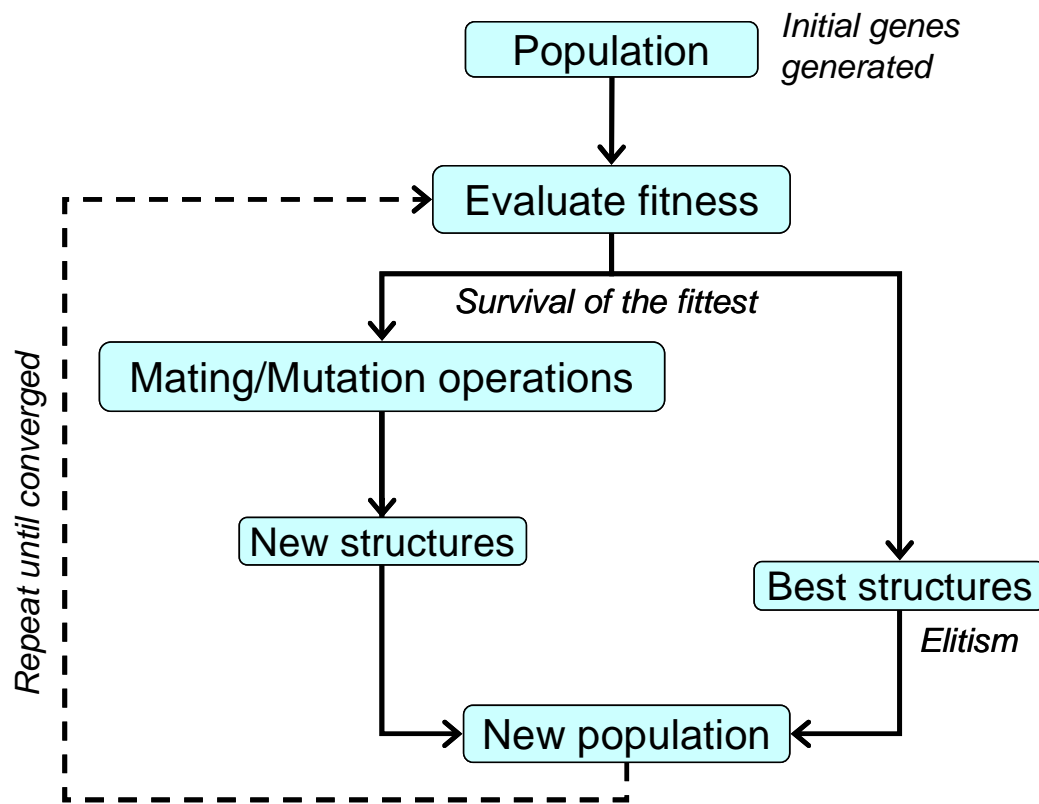 Population
Initial genes
generated
Evaluate fitness
Survival of the fittest
Mating/Mutation operations
Repeat until converged
New structures
Best structures
Elitism
New population